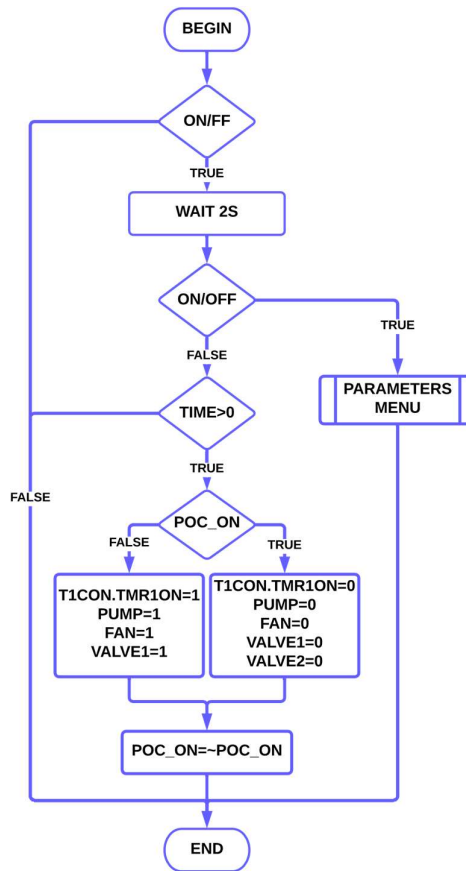 BEGIN
ON/FF
TRUE
WAIT 2S
ON/OFF
TRUE
FALSE
PARAMETERS
MENU
TIME>0
TRUE
FALSE
POC_ON
FALSE
TRUE
T1CON.TMR1ON=1
PUMP=1
FAN=1
VALVE1=1
T1CON.TMR1ON=0
PUMP=0
FAN=0
VALVE1=0
VALVE2=0
POC_ON=~POC_ON
END